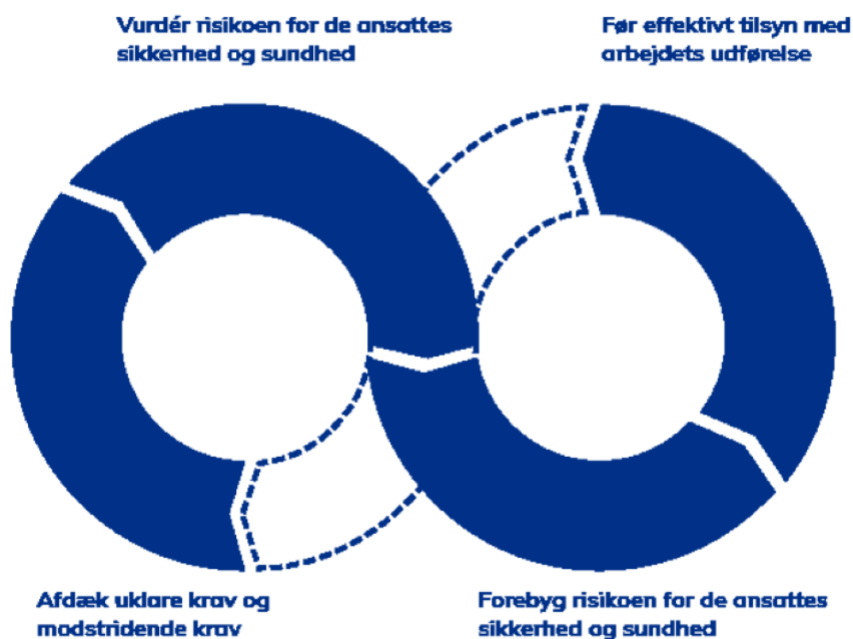 Vurdér risikoen for de ansattes
sikkerhed og sundhed
Før effektivt tilsyn med
arbejdets udførelse
Afdæk uklare krav og
modstridende krav
Forebyg risikoen for de ansattes
sikkerhed og sundhed